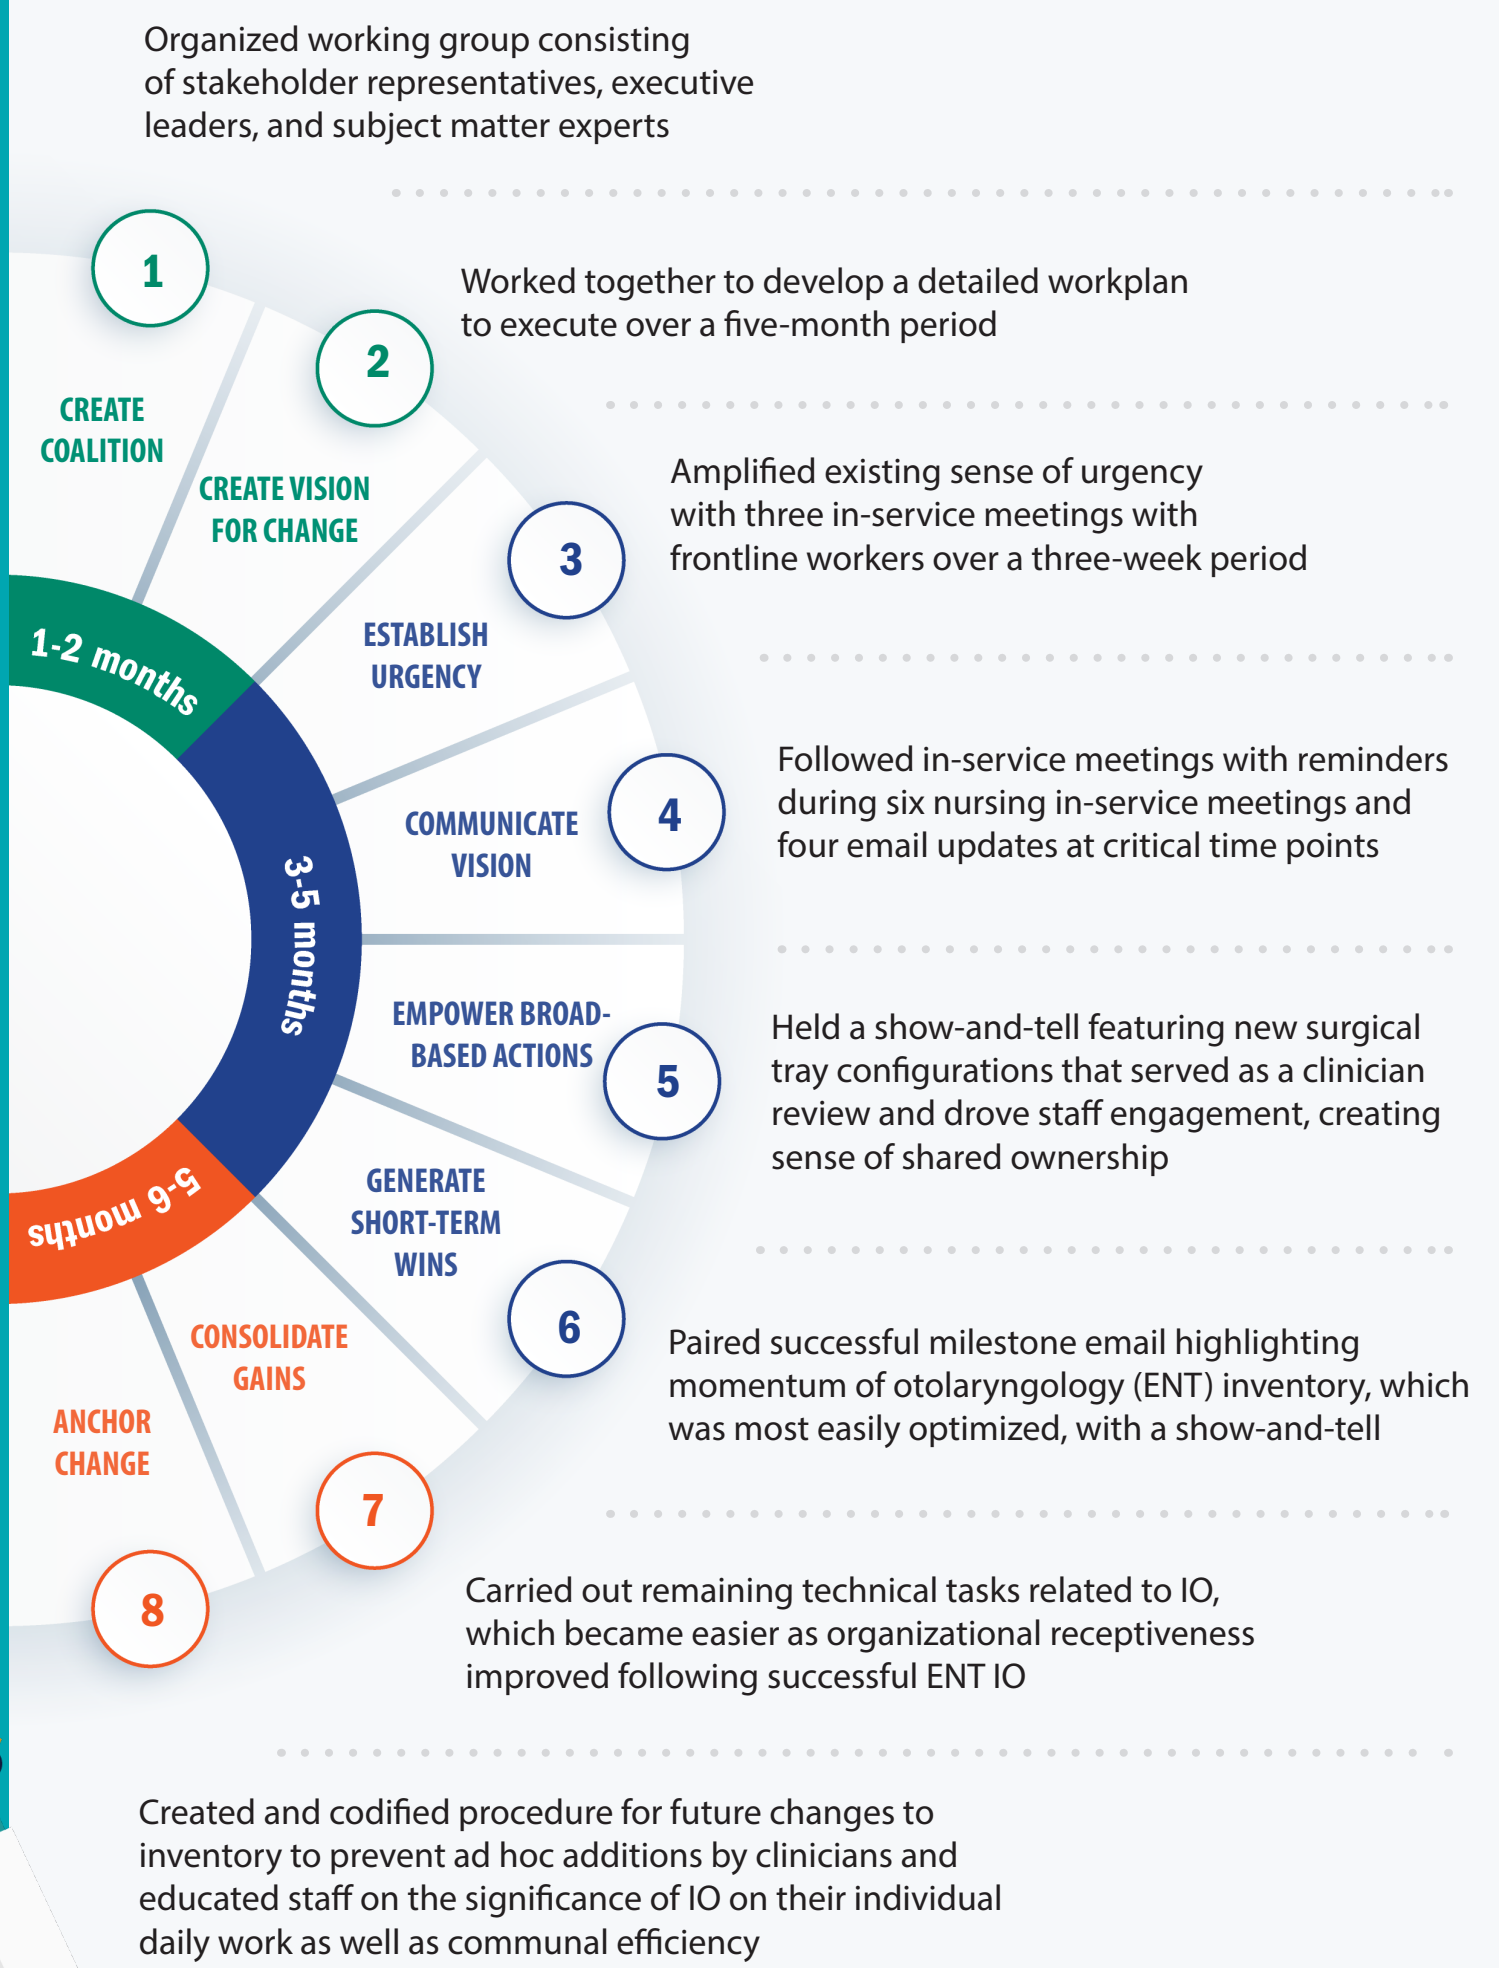 Organized working group consisting
of stakeholder representatives, executive
leaders, and subject matter experts
1
CREATE
COALITION
Worked together to develop a detailed workplan
to execute over a five-month period
2
CREATE VISION
FOR CHANGE
1-2 months
Amplified existing sense of urgency
with three in-service meetings with
frontline workers over a three-week period
3
ESTABLISH
URGENCY
Followed in-service meetings with reminders
during six nursing in-service meetings and
four email updates at critical time points
4
COMMUNICATE
VISION
3-5 months
Held a show-and-tell featuring new surgical
tray configurations that served as a clinician
review and drove staff engagement, creating
sense of shared ownership
5
EMPOWER BROAD-
BASED ACTIONS
GENERATE
SHORT-TERM
WINS
6
Paired successful milestone email highlighting
momentum of otolaryngology (ENT) inventory, which
was most easily optimized, with a show-and-tell
5-6 months
CONSOLIDATE
GAINS
7
Carried out remaining technical tasks related to IO,
which became easier as organizational receptiveness
improved following successful ENT IO
ANCHOR
CHANGE
8
Created and codified procedure for future changes to
inventory to prevent ad hoc additions by clinicians and
educated staff on the significance of IO on their individual
daily work as well as communal efficiency